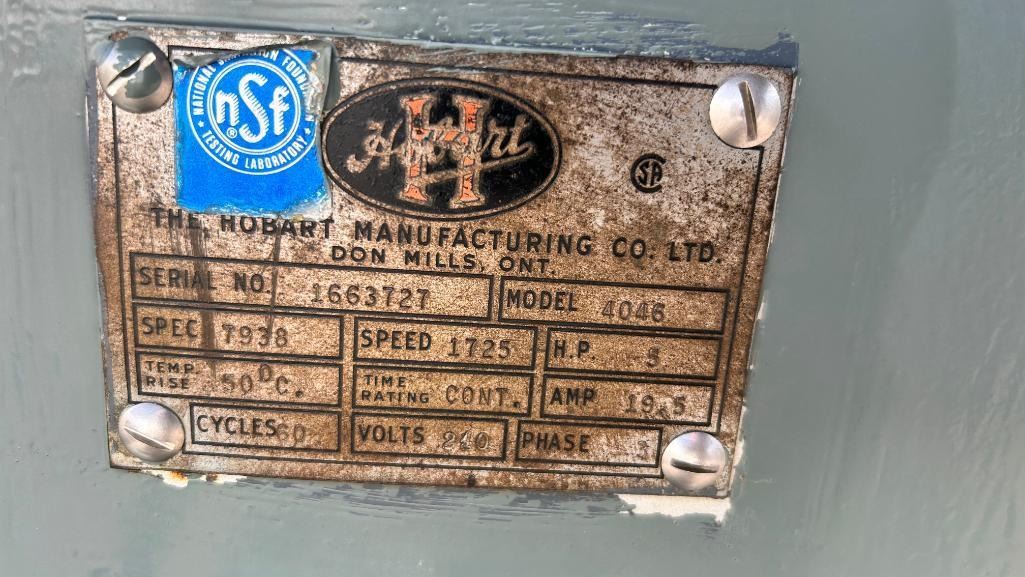 NATIONAL SANITATION FOUNDATION
nsf ®
TESTING LABORATORY
Hobart
H
CSA
THE HOBART MANUFACTURING CO. LTD.
DON MILLS, ONT.
SERIAL NO. 1663727 MODEL 4046
SPEC 7938 SPEED 1725 H.P. 5
TEMP. RISE 50°C. TIME RATING CONT. AMP 19.5
CYCLES 60 VOLTS 240 PHASE